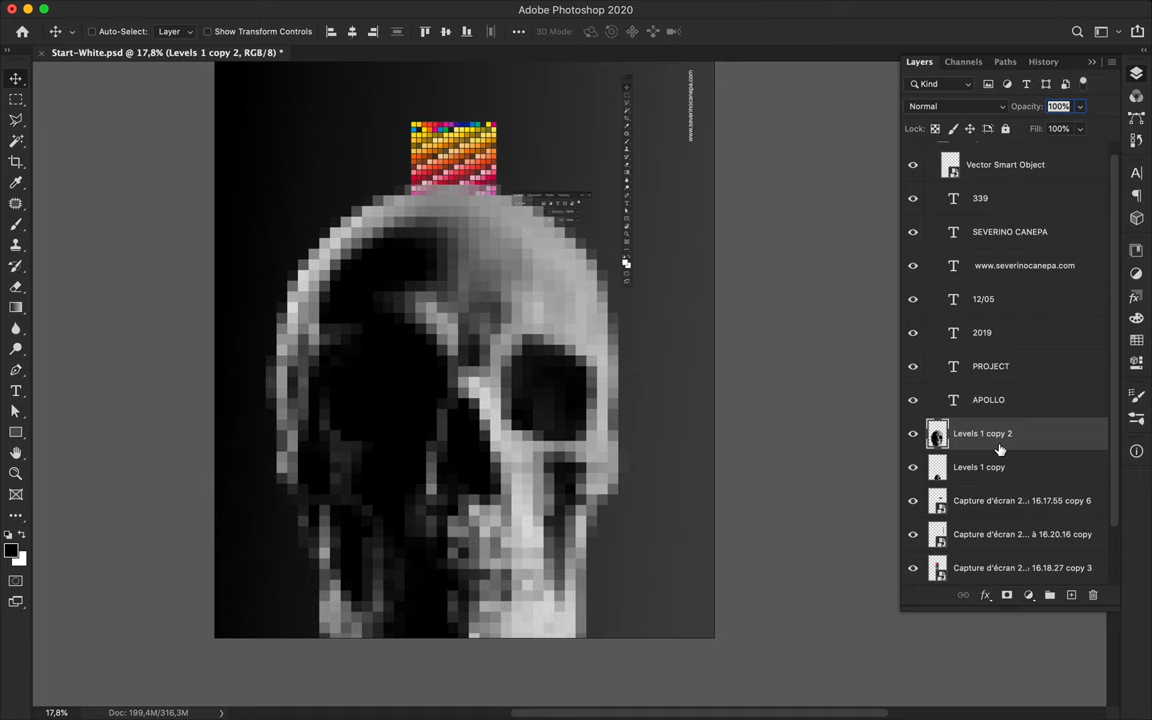 Adobe Photoshop 2020
Auto-Select: Layer Show Transform Controls 3D Mode:
Start-White.psd @ 17,8% (Levels 1 copy 2, RGB/8) *
www.severinocanepa.com
Layers Channels Paths History
Kind
Normal Opacity: 100%
Lock: Fill: 100%
Vector Smart Object
339
SEVERINO CANEPA
www.severinocanepa.com
12/05
2019
PROJECT
APOLLO
Levels 1 copy 2
Levels 1 copy
Capture d'écran 2...: 16.17.55 copy 6
Capture d'écran 2... à 16.20.16 copy
Capture d'écran 2...: 16.18.27 copy 3
17,8% Doc: 199,4M/316,3M